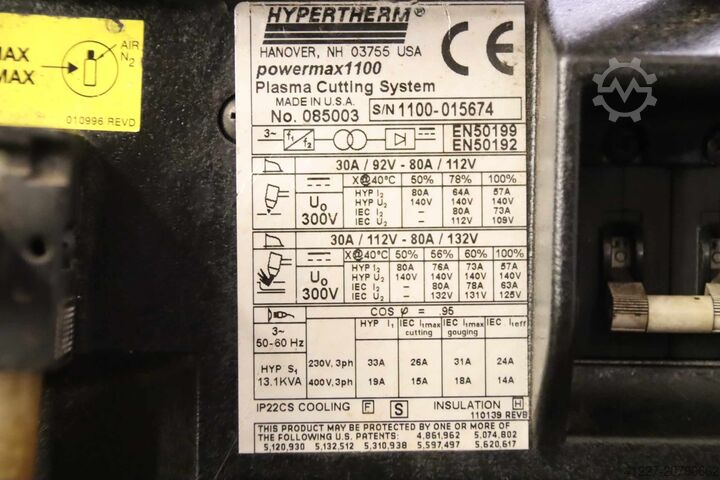 MAX
MAX
AIR
N2
010996 REVD
HYPERTHERM®
HANOVER, NH 03755 USA
powermax1100
Plasma Cutting System
MADE IN U.S.A.
No. 085003 S/N 1100-015674
CE
3~ f1 f2 EN50199
EN50192
30A / 92V - 80A / 112V
X@40°C 50% 78% 100%
HYP I2 80A 64A 57A
U0 HYP U2 140V 140V 140V
300V IEC I2 – 80A 73A
IEC U2 – 112V 109V
30A / 112V - 80A / 132V
X@40°C 50% 56% 60% 100%
HYP I2 80A 76A 73A 57A
U0 HYP U2 140V 140V 140V 140V
300V IEC I2 – 80A 78A 63A
IEC U2 – 132V 131V 125V
COS φ = .95
3~ HYP I1 IEC I1max cutting IEC I1max gouging IEC I1eff
50-60 Hz
HYP S1 230V, 3ph 33A 26A 31A 24A
13.1KVA 400V, 3ph 19A 15A 18A 14A
IP22CS COOLING F S INSULATION H
110139 REVB
THIS PRODUCT MAY BE PROTECTED BY ONE OR MORE OF
THE FOLLOWING U.S. PATENTS: 4,861,962 5,074,802
5,120,930 5,132,512 5,310,938 5,597,497 5,620,617
Machineseeker